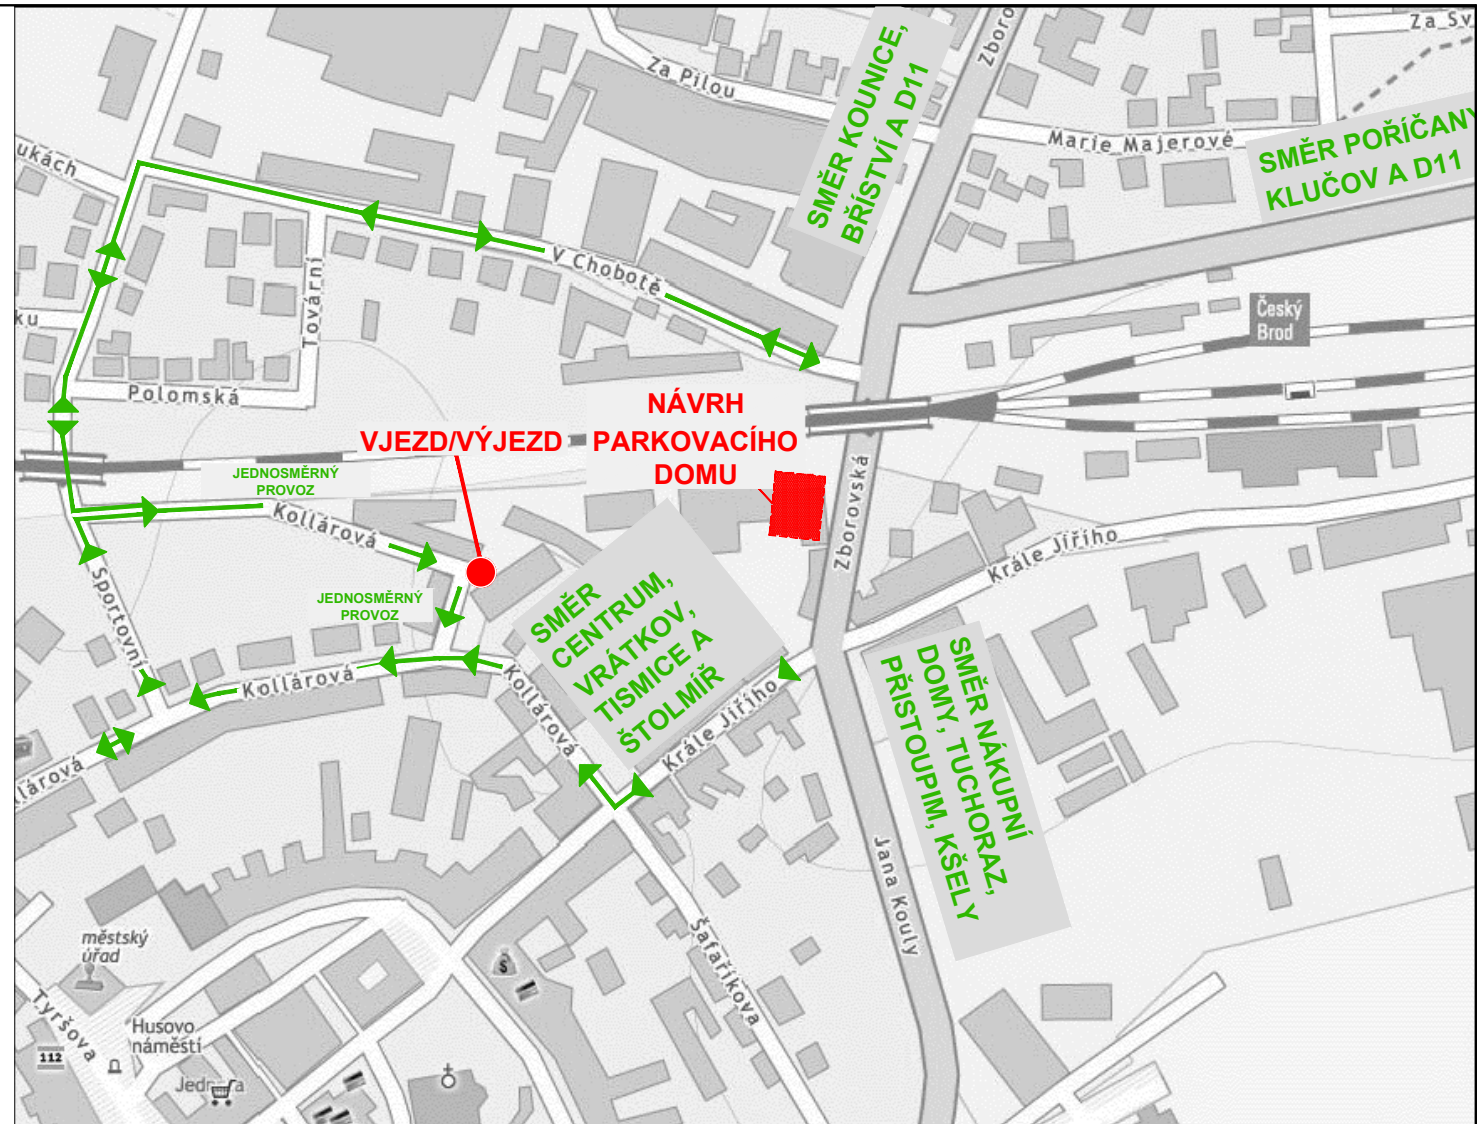 Zboro
Za Sv
Za Pilou
SMĚR KOUNICE,
BŘÍSTVÍ A D11
Marie Majerové
SMĚR POŘÍČANY
KLUČOV A D11
ukách
V Chobotě
Tovární
ku
Český
Brod
Polomská
NÁVRH
PARKOVACÍHO
DOMU
VJEZD/VÝJEZD
JEDNOSMĚRNÝ
PROVOZ
Kollárová
Zborovská
Krále Jiřího
Sportovní
JEDNOSMĚRNÝ
PROVOZ
SMĚR
CENTRUM,
VRÁTKOV,
TISMICE A
ŠTOLMÍŘ
SMĚR NÁKUPNÍ
DOMY, TUCHORAZ,
PŘISTOUPIM, KŠELY
Kollárová
Kollárová
Krále Jiřího
llárová
Jana Kouly
Šafaříkova
městský
úřad
Tyršova
Husovo
náměstí
112
$